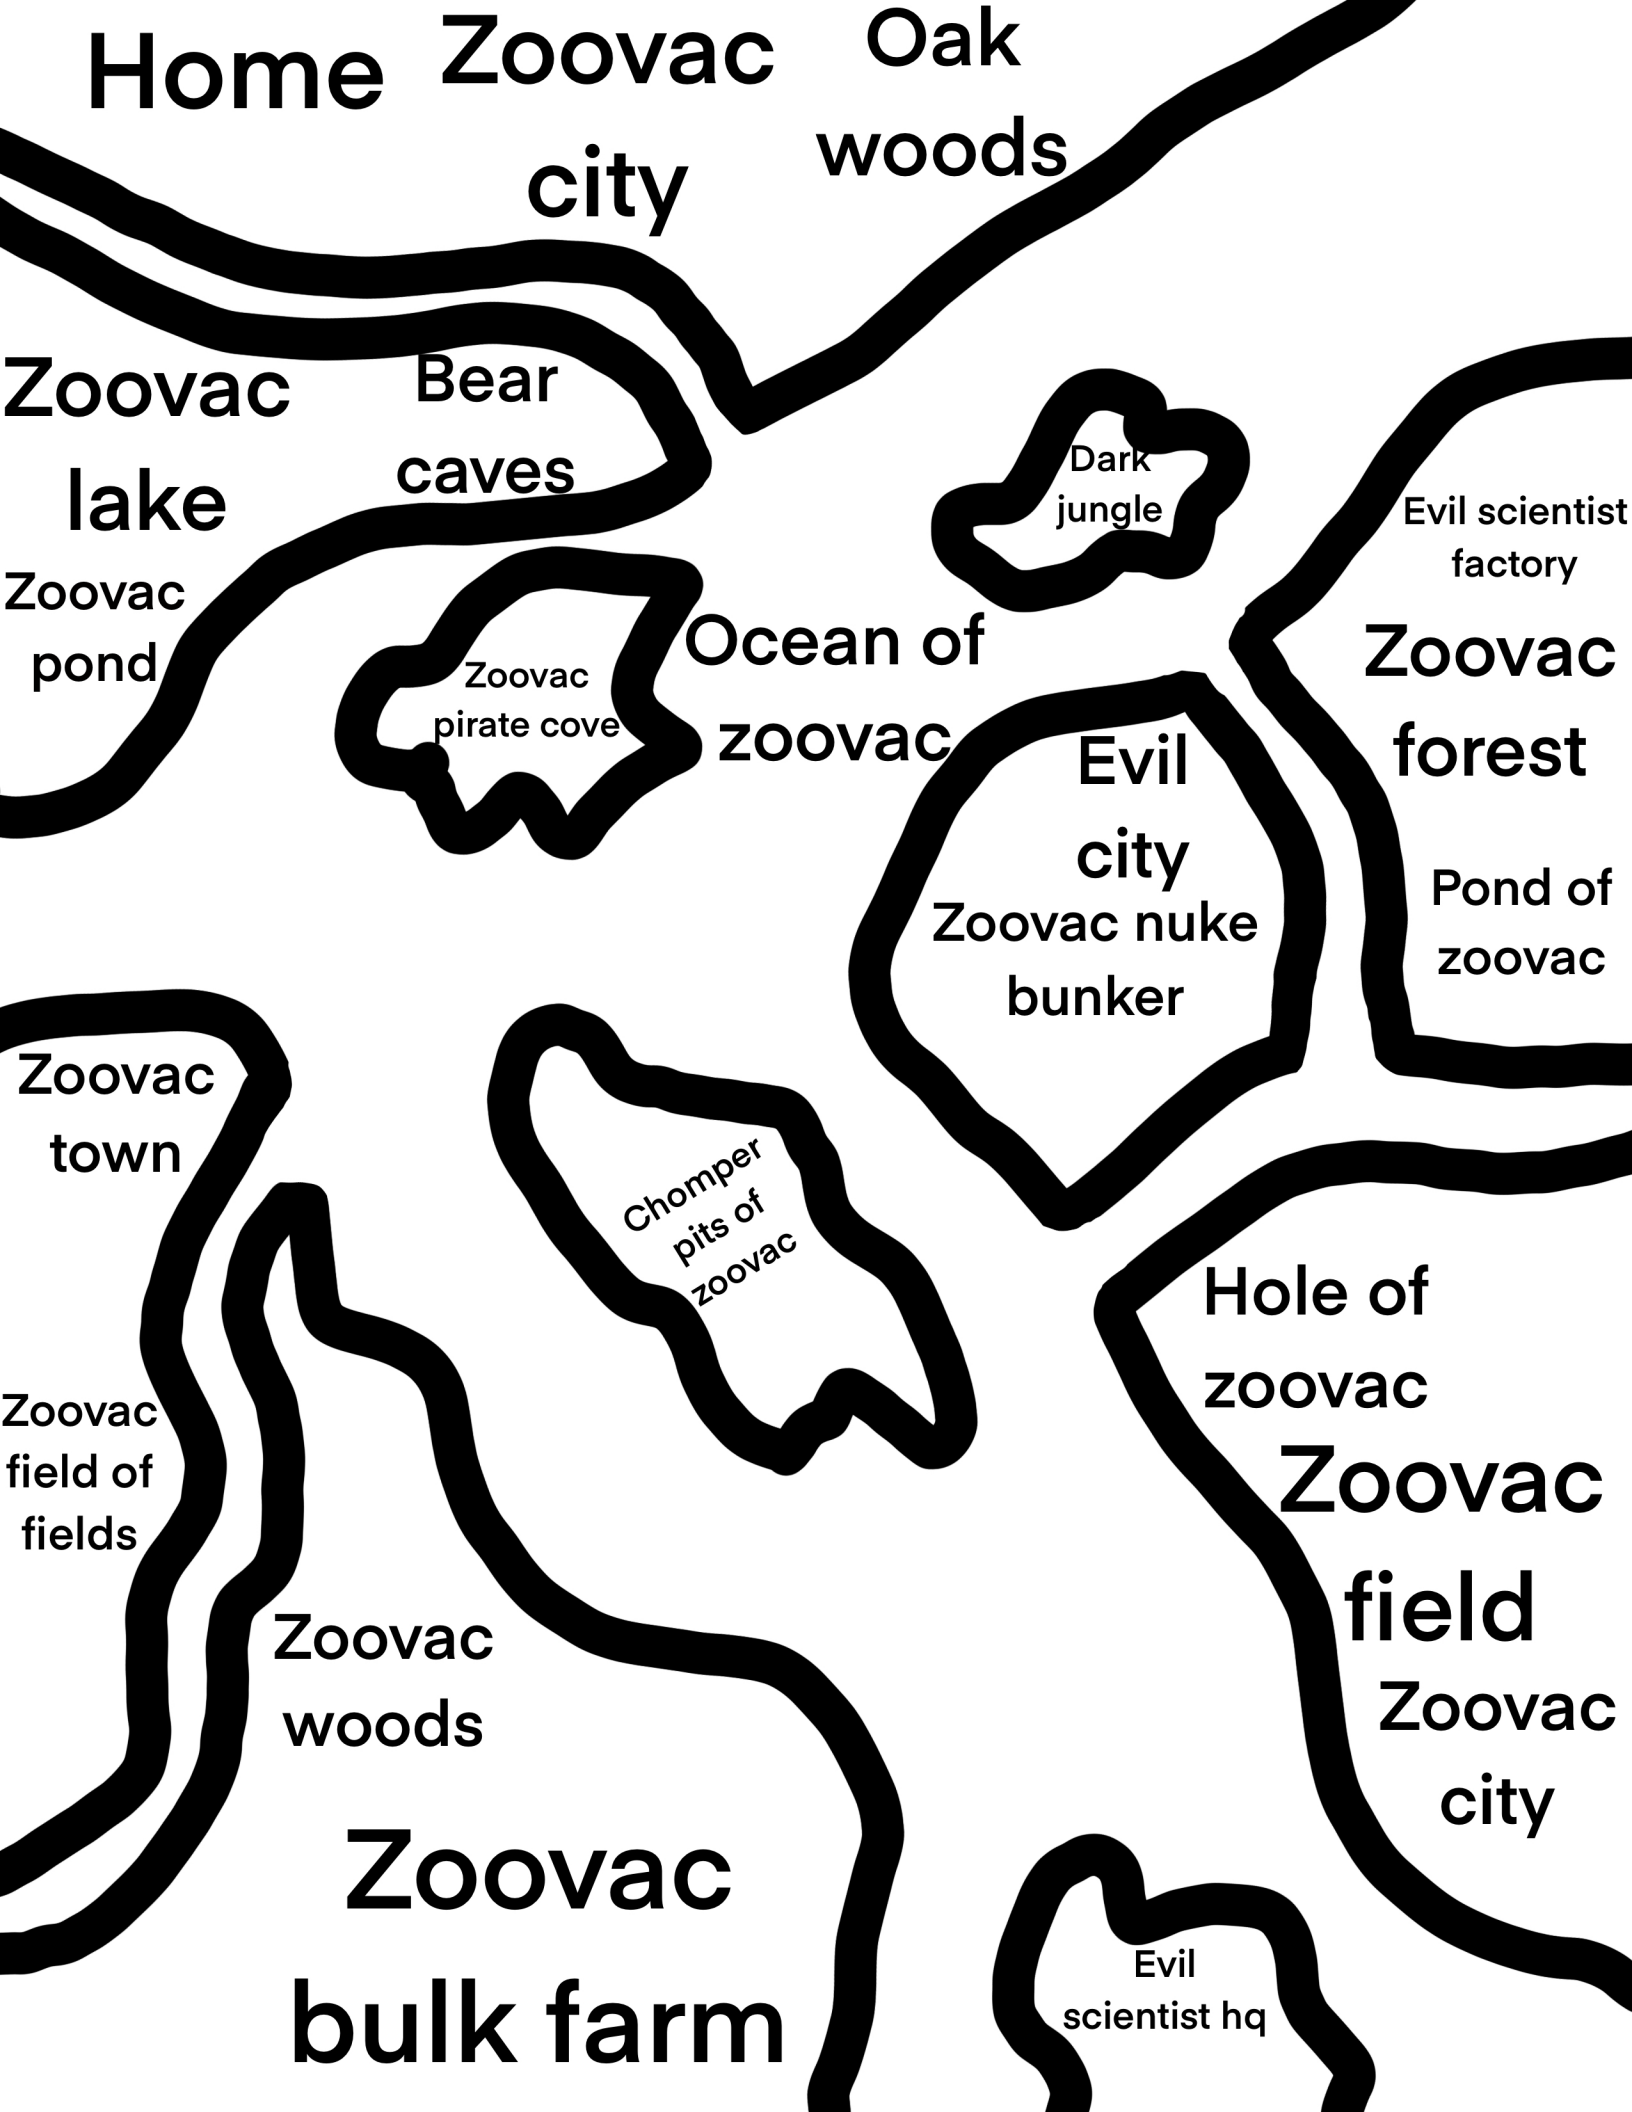 Home
Zoovac
city
Oak
woods
Zoovac
lake
Bear
caves
Zoovac
pond
Dark
jungle
Evil scientist
factory
Zoovac
forest
Pond of
zoovac
Zoovac
pirate cove
Ocean of
zoovac
Evil
city
Zoovac nuke
bunker
Zoovac
town
Chomper
pits of
zoovac
Zoovac
field of
fields
Hole of
zoovac
Zoovac
field
Zoovac
city
Zoovac
woods
Zoovac
bulk farm
Evil
scientist hq